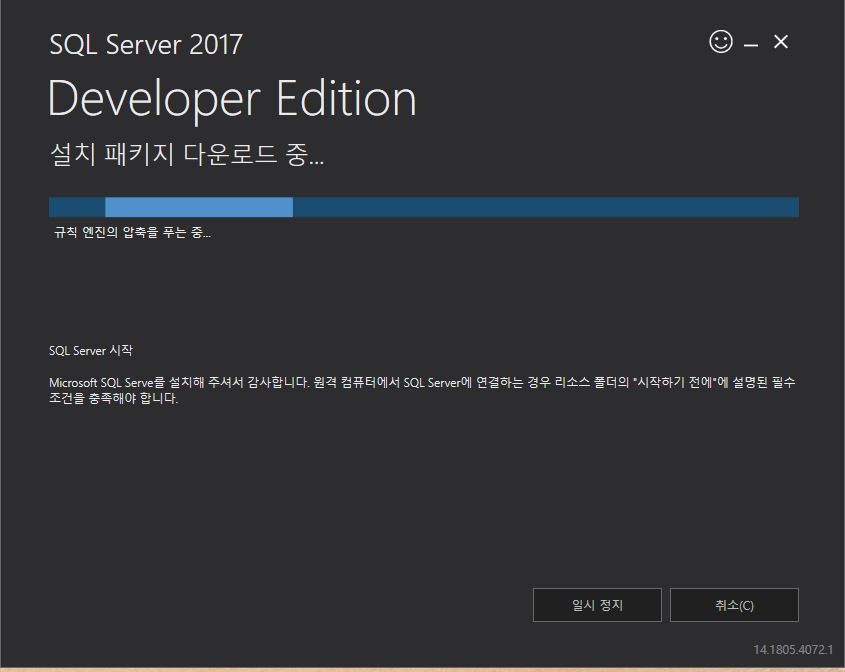 SQL Server 2017
Developer Edition
설치 패키지 다운로드 중...
규칙 엔진의 압축을 푸는 중...
SQL Server 시작
Microsoft SQL Serve를 설치해 주셔서 감사합니다. 원격 컴퓨터에서 SQL Server에 연결하는 경우 리소스 폴더의 "시작하기 전에"에 설명된 필수
조건을 충족해야 합니다.
일시 정지
취소(C)
14.1805.4072.1